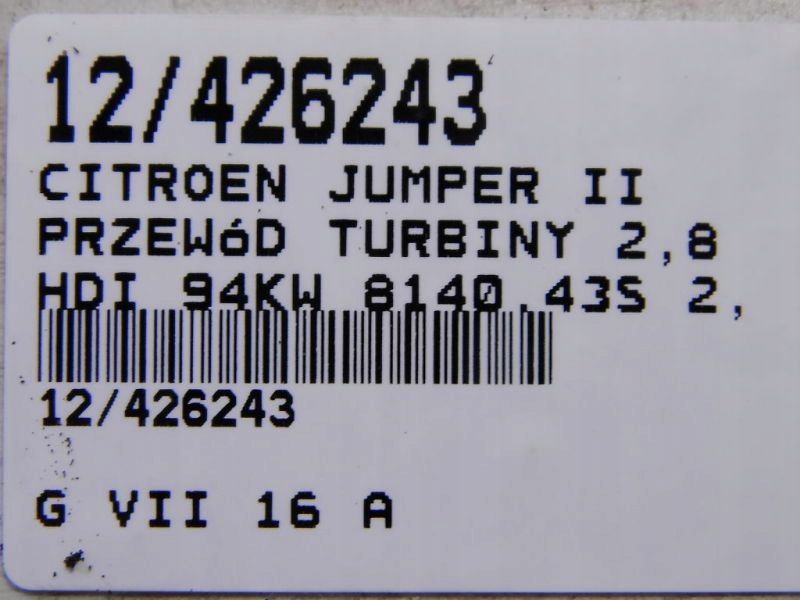 12/426243
CITROEN JUMPER II
PRZEWóD TURBINY 2,8
HDI 94KW 8140.43S 2,
12/426243
G VII 16 A